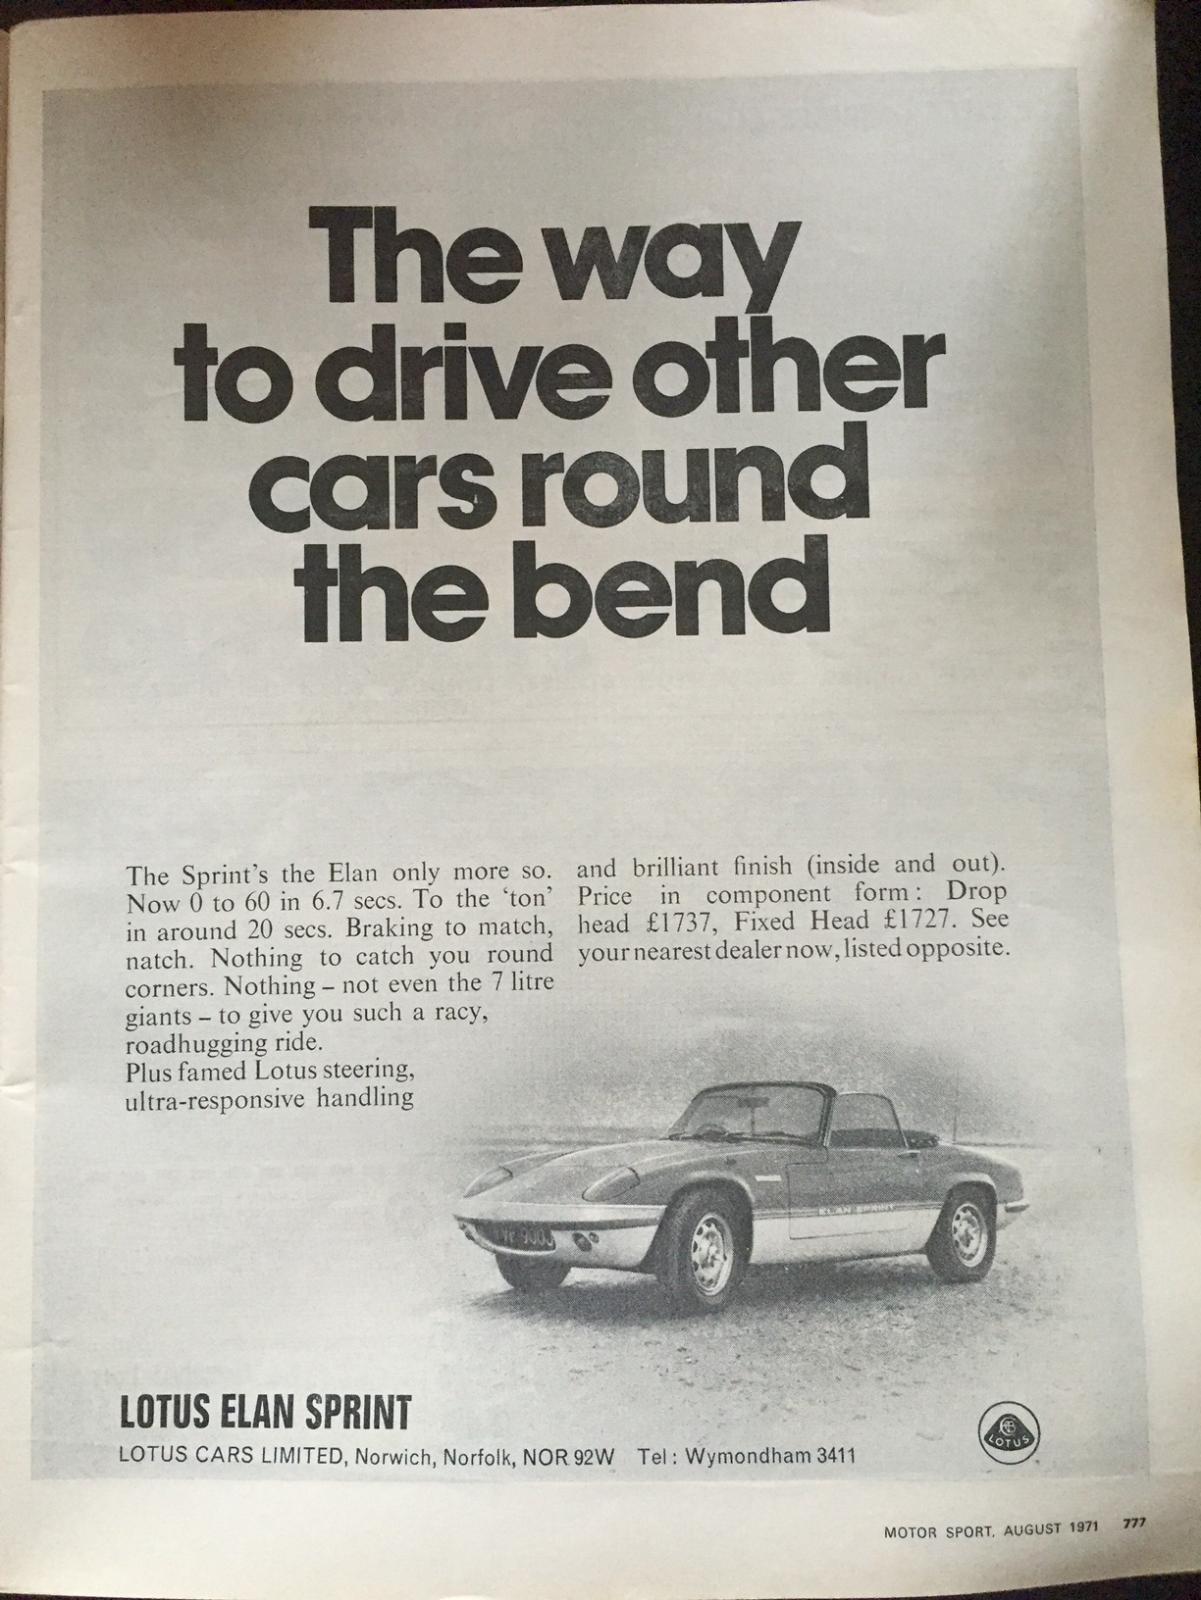 The way
to drive other
cars round
the bend
The Sprint's the Elan only more so.
Now 0 to 60 in 6.7 secs. To the 'ton'
in around 20 secs. Braking to match,
natch. Nothing to catch you round
corners. Nothing – not even the 7 litre
giants – to give you such a racy,
roadhugging ride.
Plus famed Lotus steering,
ultra-responsive handling
and brilliant finish (inside and out).
Price in component form: Drop
head £1737, Fixed Head £1727. See
your nearest dealer now, listed opposite.
ELAN SPRINT
LOTUS ELAN SPRINT
LOTUS CARS LIMITED, Norwich, Norfolk, NOR 92W Tel: Wymondham 3411
LOTUS
MOTOR SPORT, AUGUST 1971 777